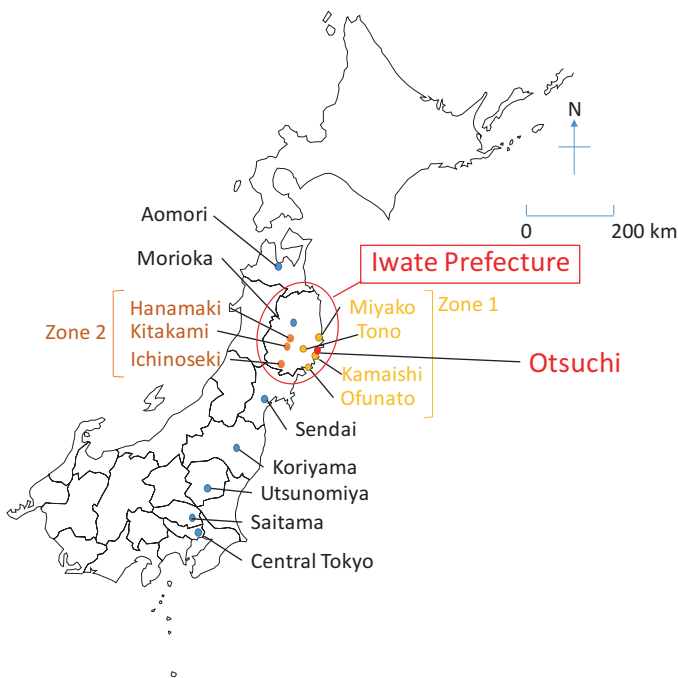 N
0 200 km
Aomori
Morioka
Iwate Prefecture
Zone 2
Hanamaki
Kitakami
Ichinoseki
Miyako
Zone 1
Tono
Otsuchi
Kamaishi
Ofunato
Sendai
Koriyama
Utsunomiya
Saitama
Central Tokyo